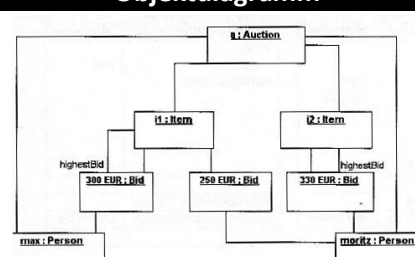 Objektdiagramm
a : Auction
i1 : Item
i2 : Item
highestBid
highestBid
300 EUR : Bid
250 EUR : Bid
330 EUR : Bid
max : Person
moritz : Person